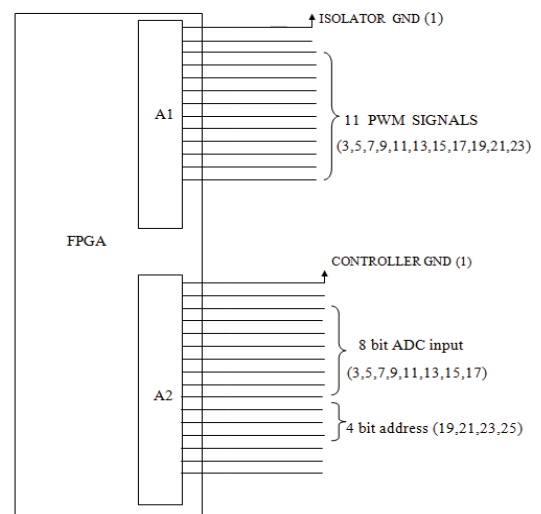 ISOLATOR GND (1)
A1
11 PWM SIGNALS
(3,5,7,9,11,13,15,17,19,21,23)
FPGA
CONTROLLER GND (1)
8 bit ADC input
(3,5,7,9,11,13,15,17)
A2
4 bit address (19,21,23,25)